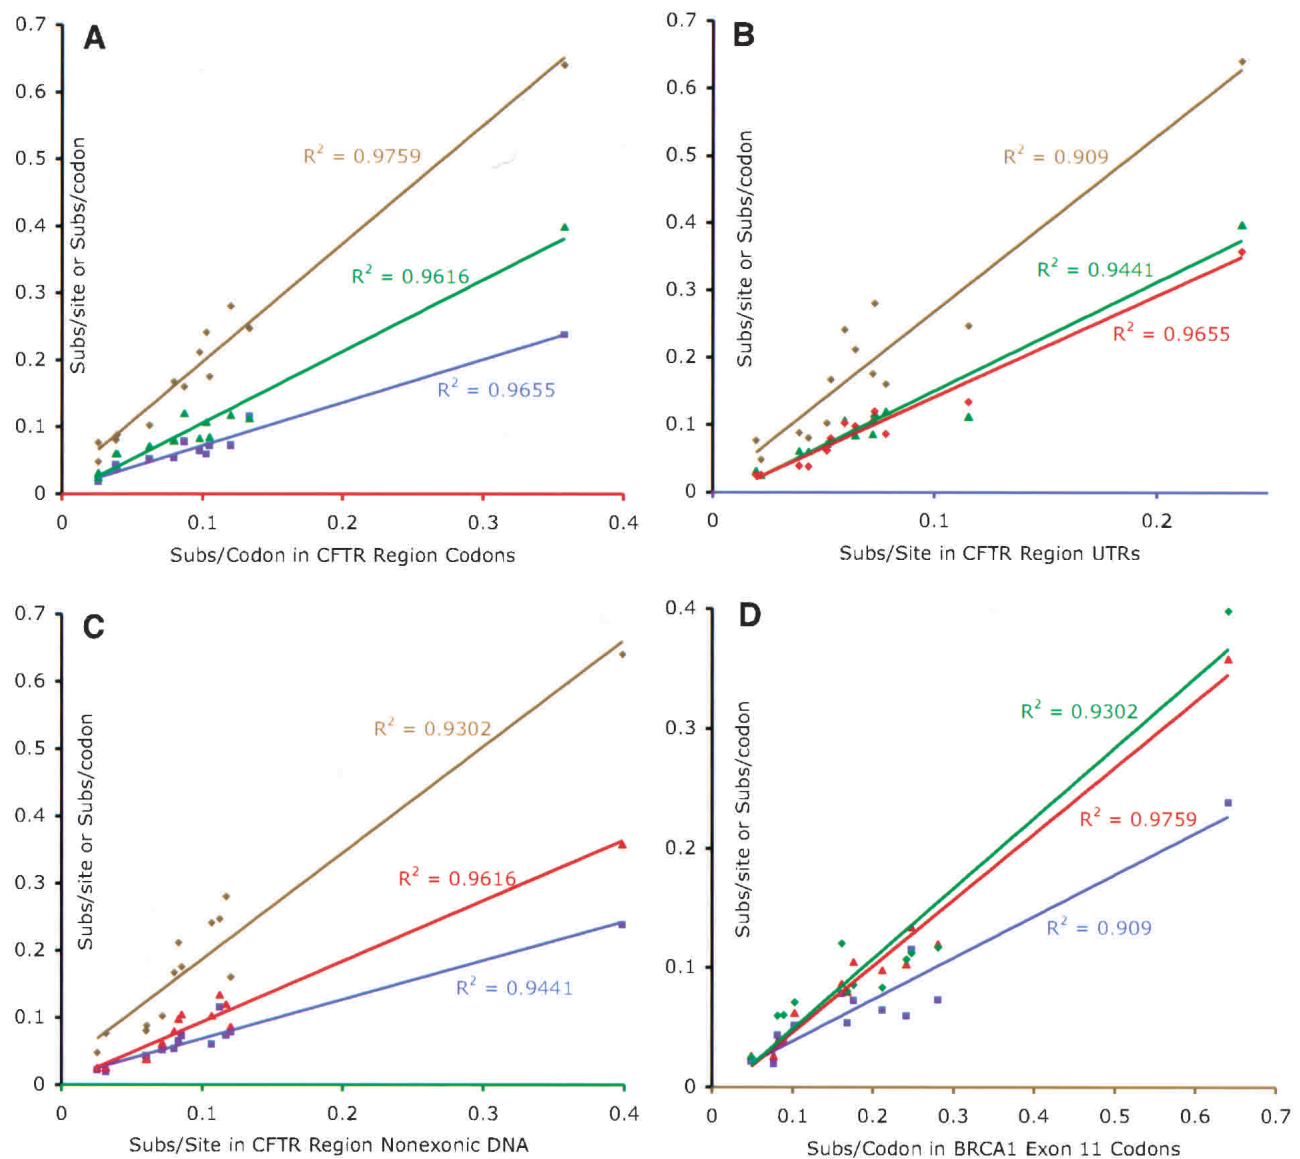 A
0.7
0.6
0.5
0.4
0.3
0.2
0.1
0
Subs/site or Subs/codon
R² = 0.9759
R² = 0.9616
R² = 0.9655
0 0.1 0.2 0.3 0.4
Subs/Codon in CFTR Region Codons
B
0.7
0.6
0.5
0.4
0.3
0.2
0.1
0
Subs/site or Subs/codon
R² = 0.909
R² = 0.9441
R² = 0.9655
0 0.1 0.2
Subs/Site in CFTR Region UTRs
C
0.7
0.6
0.5
0.4
0.3
0.2
0.1
0
Subs/site or Subs/codon
R² = 0.9302
R² = 0.9616
R² = 0.9441
0 0.1 0.2 0.3 0.4
Subs/Site in CFTR Region Nonexonic DNA
D
0.4
0.3
0.2
0.1
0
Subs/site or Subs/codon
R² = 0.9302
R² = 0.9759
R² = 0.909
0 0.1 0.2 0.3 0.4 0.5 0.6 0.7
Subs/Codon in BRCA1 Exon 11 Codons